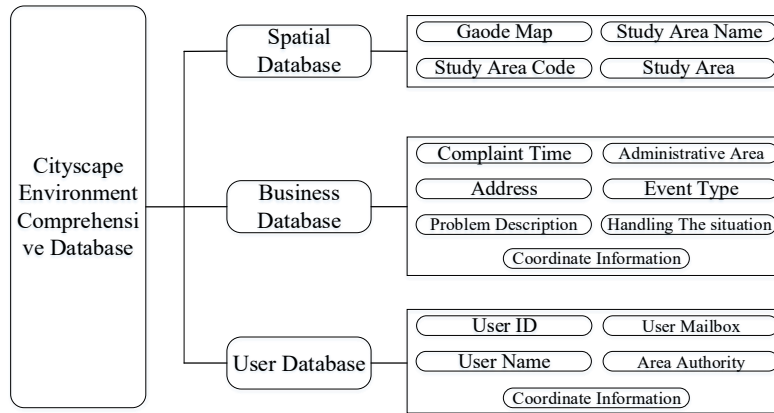 Cityscape
Environment
Comprehensi
ve Database
Spatial
Database
Gaode Map
Study Area Name
Study Area Code
Study Area
Business
Database
Complaint Time
Administrative Area
Address
Event Type
Problem Description
Handling The situation
Coordinate Information
User Database
User ID
User Mailbox
User Name
Area Authority
Coordinate Information